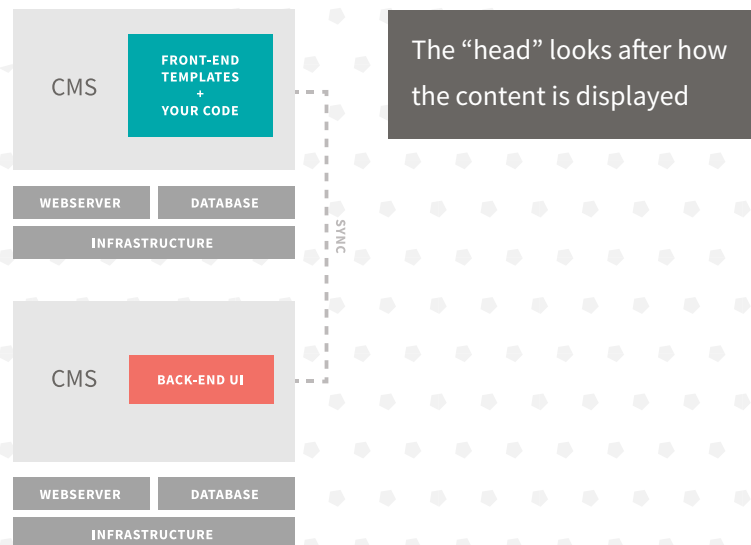 CMS
FRONT-END
TEMPLATES
+
YOUR CODE
The “head” looks after how
the content is displayed
WEBSERVER
DATABASE
INFRASTRUCTURE
SYNC
CMS
BACK-END UI
WEBSERVER
DATABASE
INFRASTRUCTURE